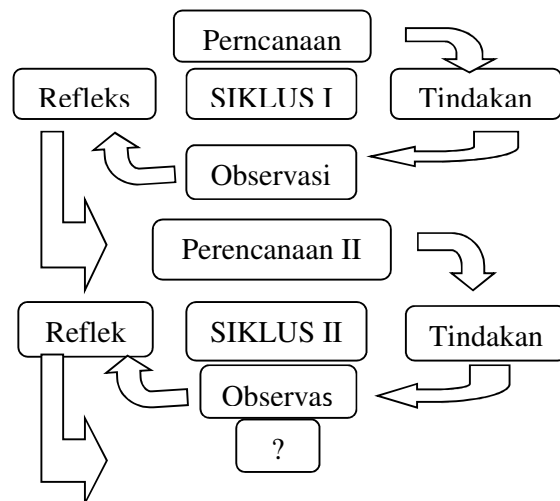 Perncanaan
Refleks SIKLUS I Tindakan
Observasi
Perencanaan II
Reflek SIKLUS II Tindakan
Observas
?